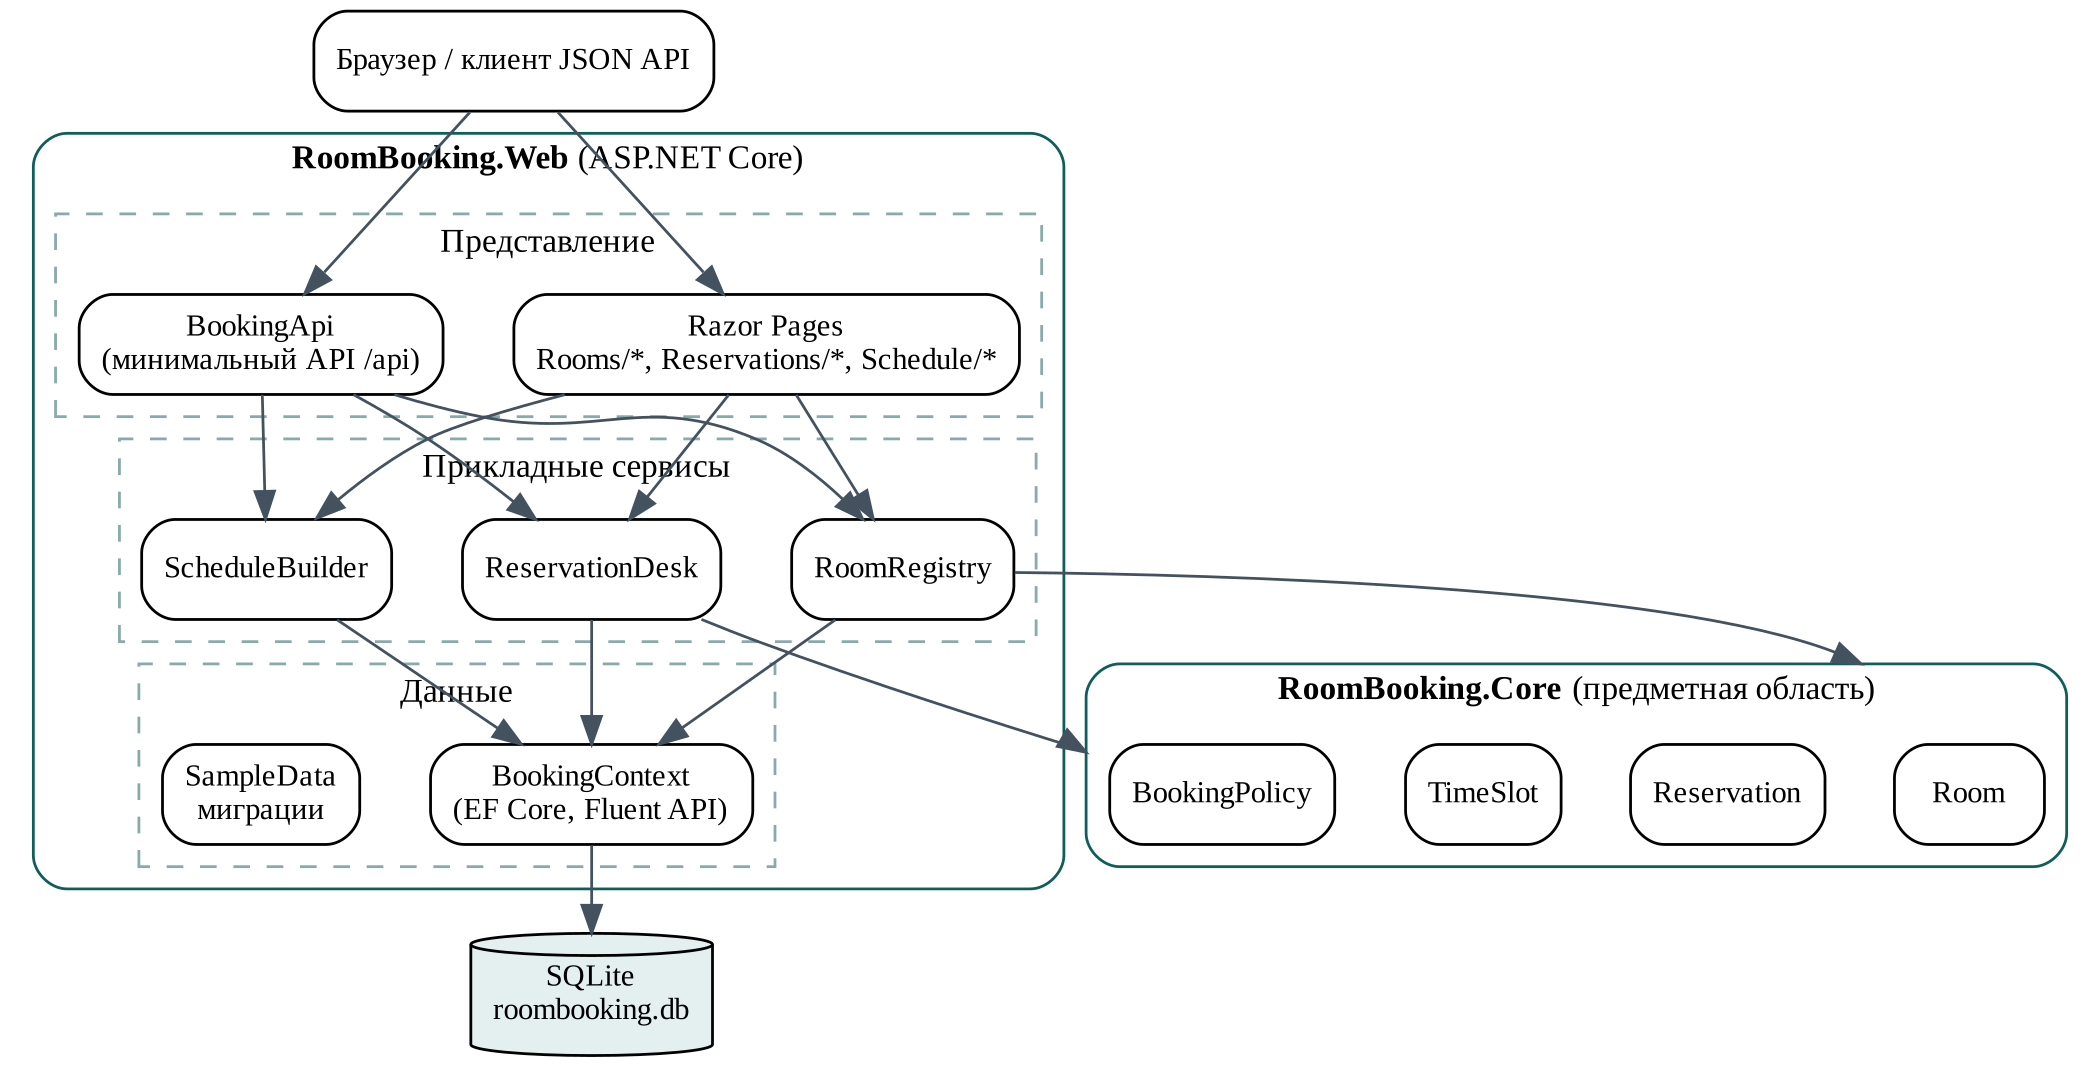 Браузер / клиент JSON API
RoomBooking.Web (ASP.NET Core)
Представление
BookingApi
(минимальный API /api)
Razor Pages
Rooms/*, Reservations/*, Schedule/*
Прикладные сервисы
ScheduleBuilder
ReservationDesk
RoomRegistry
Данные
SampleData
миграции
BookingContext
(EF Core, Fluent API)
RoomBooking.Core (предметная область)
BookingPolicy
TimeSlot
Reservation
Room
SQLite
roombooking.db